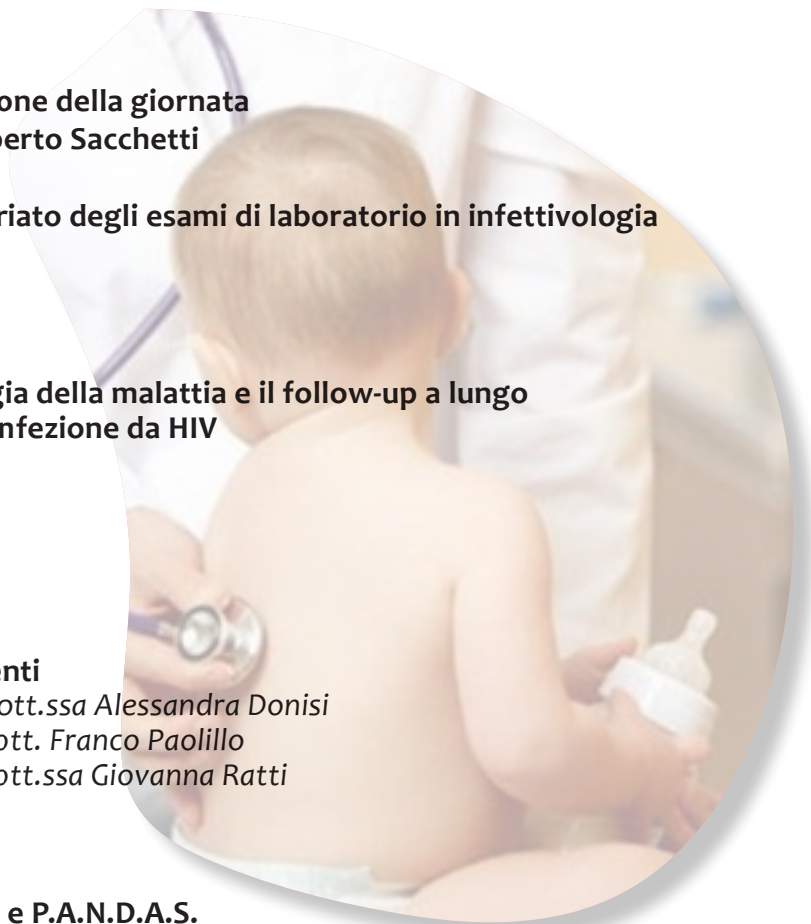 one della giornata
berto Sacchetti
riato degli esami di laboratorio in infettivologia
gia della malattia e il follow-up a lungo
nfezione da HIV
enti
ott.ssa Alessandra Donisi
ott. Franco Paolillo
ott.ssa Giovanna Ratti
e P.A.N.D.A.S.